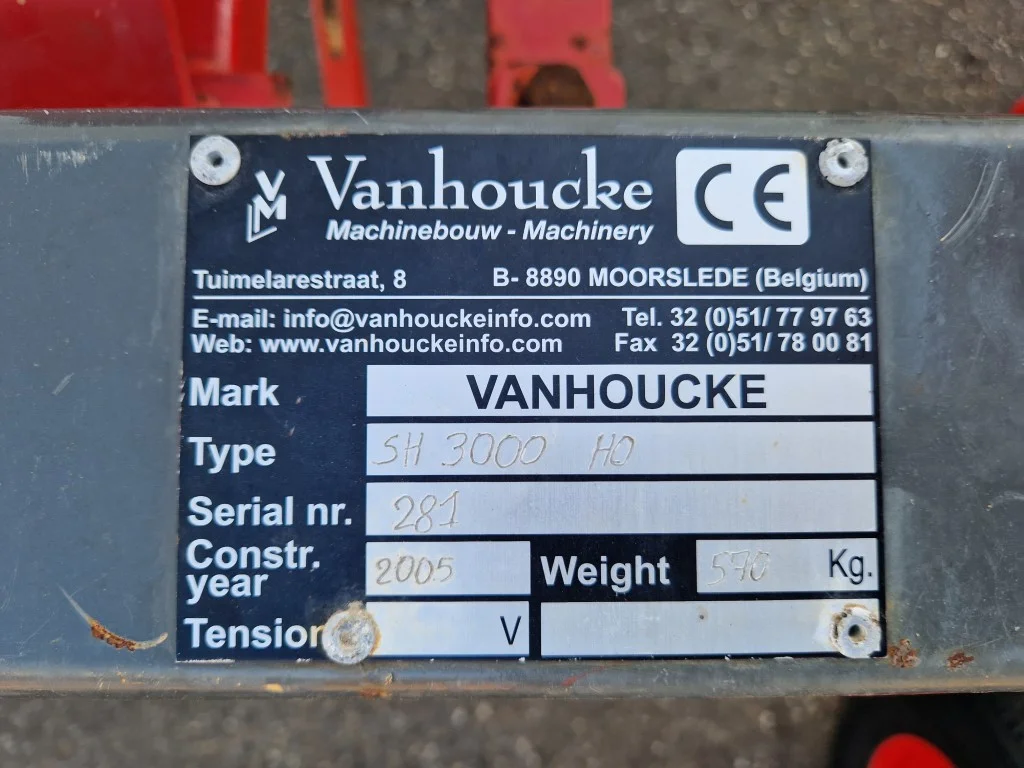 VM Vanhoucke CE
Machinebouw - Machinery
Tuimelarestraat, 8 B- 8890 MOORSLEDE (Belgium)
E-mail: info@vanhouckeinfo.com Tel. 32 (0)51/ 77 97 63
Web: www.vanhouckeinfo.com Fax 32 (0)51/ 78 00 81
Mark VANHOUCKE
Type SH 3000 HO
Serial nr. 281
Constr. year 2005 Weight 570 Kg.
Tension V